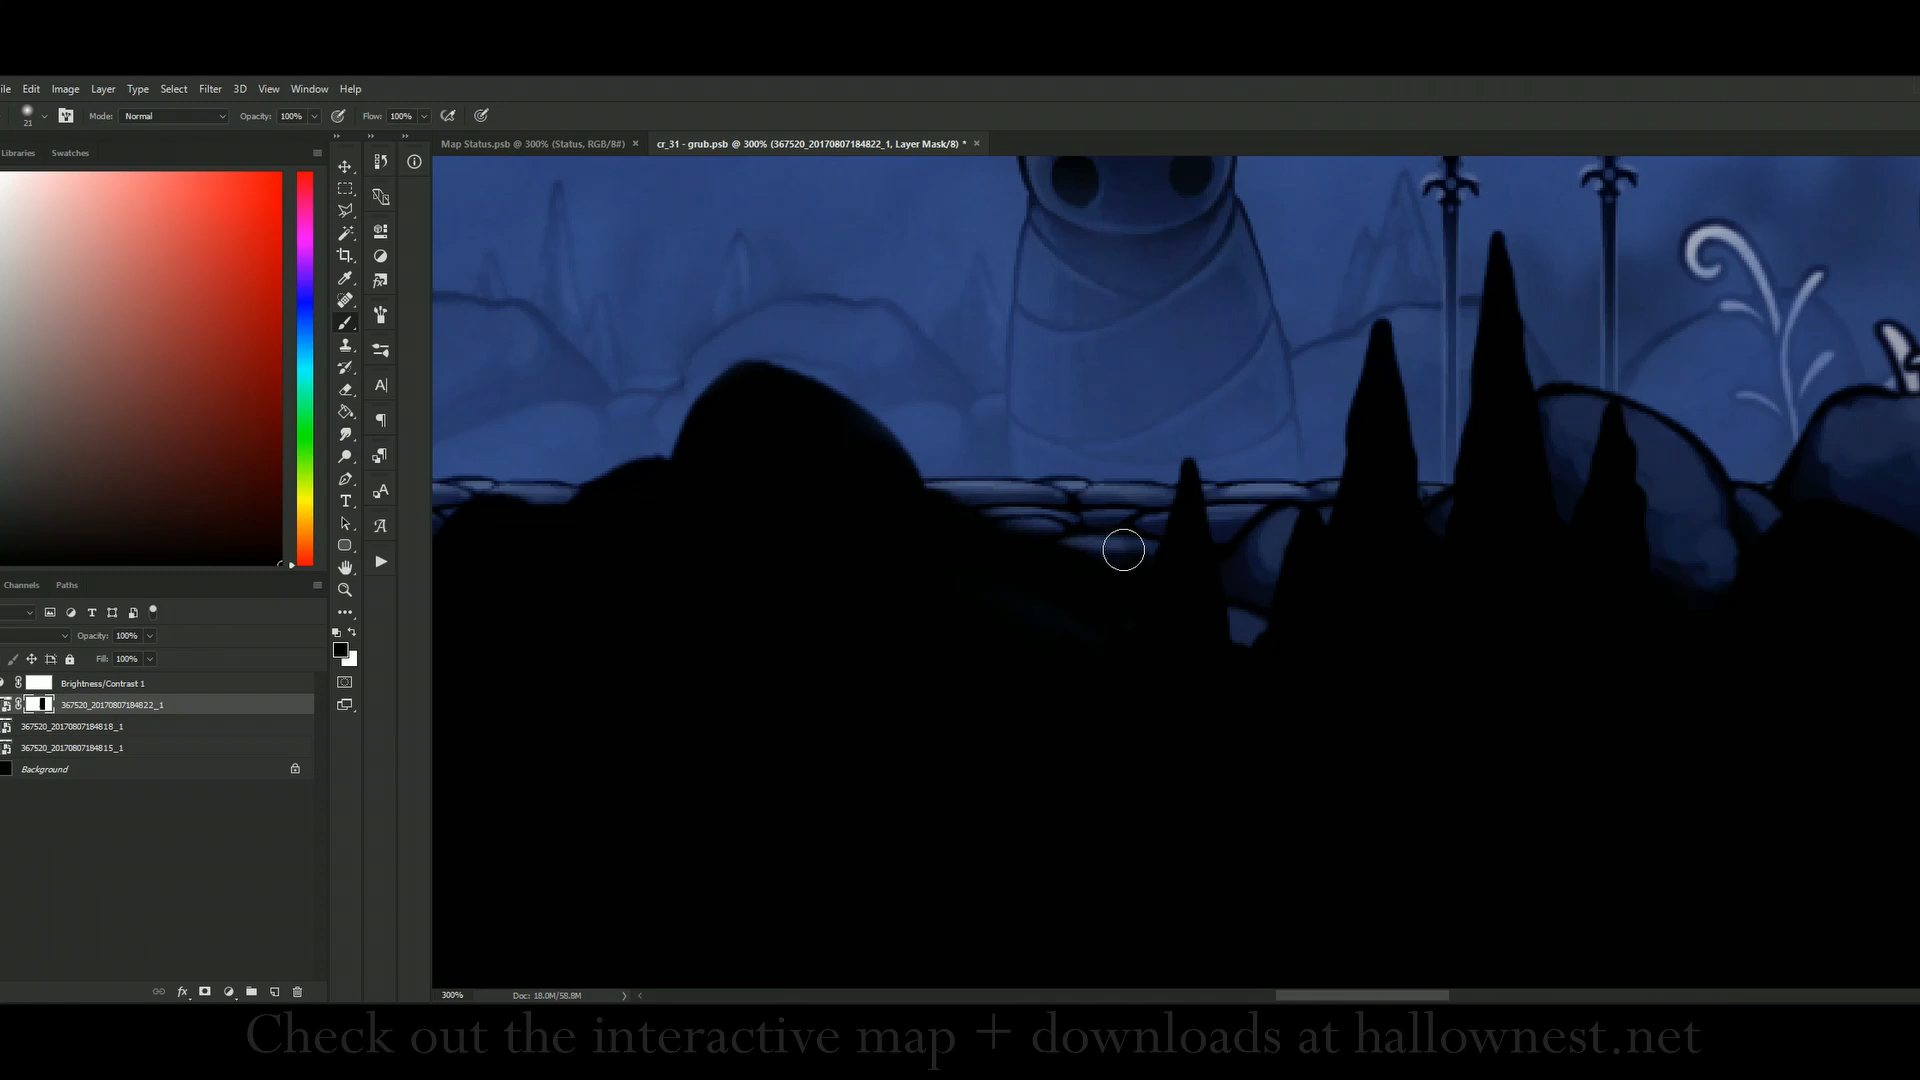 ile Edit Image Layer Type Select Filter 3D View Window Help
21 Mode: Normal Opacity: 100% Flow: 100%
Libraries Swatches
Map Status.psb @ 300% (Status, RGB/8#) × cr_31 - grub.psb @ 300% (367520_20170807184822_1, Layer Mask/8) * ×
Channels Paths
Opacity: 100%
Fill: 100%
Brightness/Contrast 1
367520_20170807184822_1
367520_20170807184818_1
367520_20170807184815_1
Background
300% Doc: 18.0M/58.8M
Check out the interactive map + downloads at hallownest.net